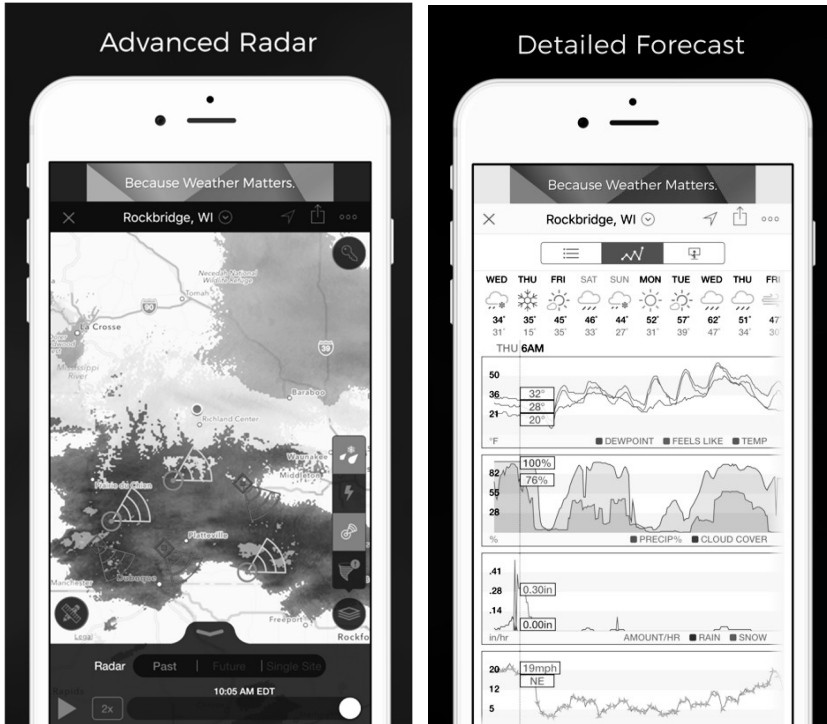 Advanced Radar
Because Weather Matters.
Rockbridge, WI
Necedah National
Wildlife Refuge
Tomah
90
La Crosse
39
Mississippi
River
Baraboo
Richland Center
Waunakee
Middleton
Prairie du Chien
Platteville
Manchester
Dubuque
Freeport
Rockfo
Local
Radar
Past
Future
Single Site
Rapids
10:05 AM EDT
2x
Detailed Forecast
Because Weather Matters.
Rockbridge, WI
WED THU FRI SAT SUN MON TUE WED THU FRI
34° 35° 45° 46° 44° 52° 57° 62° 51° 47
31° 15° 35° 33° 27° 31° 39° 47° 34° 30
THU 6AM
50
36
21
32°
28°
20°
°F
DEWPOINT FEELS LIKE TEMP
82
55
28
100%
76%
%
PRECIP% CLOUD COVER
.41
.28
.14
0.30in
0.00in
in/hr
AMOUNT/HR RAIN SNOW
20
12
5
19mph
NE